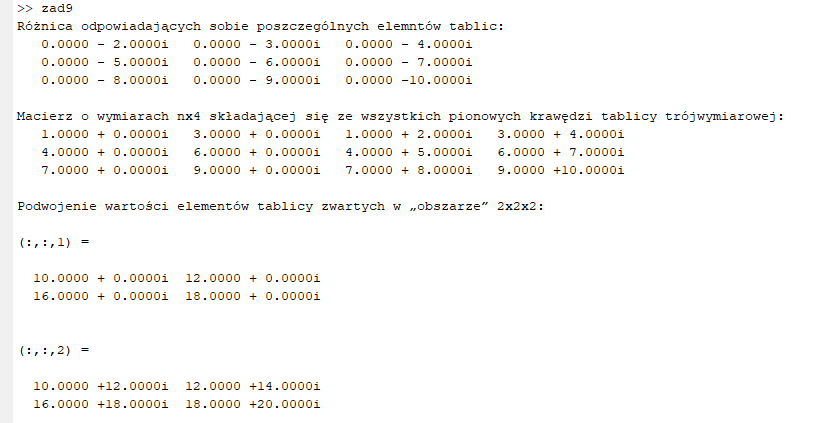 >> zad9
Różnica odpowiadających sobie poszczególnych elemntów tablic:
0.0000 - 2.0000i   0.0000 - 3.0000i   0.0000 - 4.0000i
0.0000 - 5.0000i   0.0000 - 6.0000i   0.0000 - 7.0000i
0.0000 - 8.0000i   0.0000 - 9.0000i   0.0000 -10.0000i
Macierz o wymiarach nx4 składającej się ze wszystkich pionowych krawędzi tablicy trójwymiarowej:
1.0000 + 0.0000i   3.0000 + 0.0000i   1.0000 + 2.0000i   3.0000 + 4.0000i
4.0000 + 0.0000i   6.0000 + 0.0000i   4.0000 + 5.0000i   6.0000 + 7.0000i
7.0000 + 0.0000i   9.0000 + 0.0000i   7.0000 + 8.0000i   9.0000 +10.0000i
Podwojenie wartości elementów tablicy zwartych w „obszarze” 2x2x2:
(:,:,1) =
10.0000 + 0.0000i  12.0000 + 0.0000i
16.0000 + 0.0000i  18.0000 + 0.0000i
(:,:,2) =
10.0000 +12.0000i  12.0000 +14.0000i
16.0000 +18.0000i  18.0000 +20.0000i